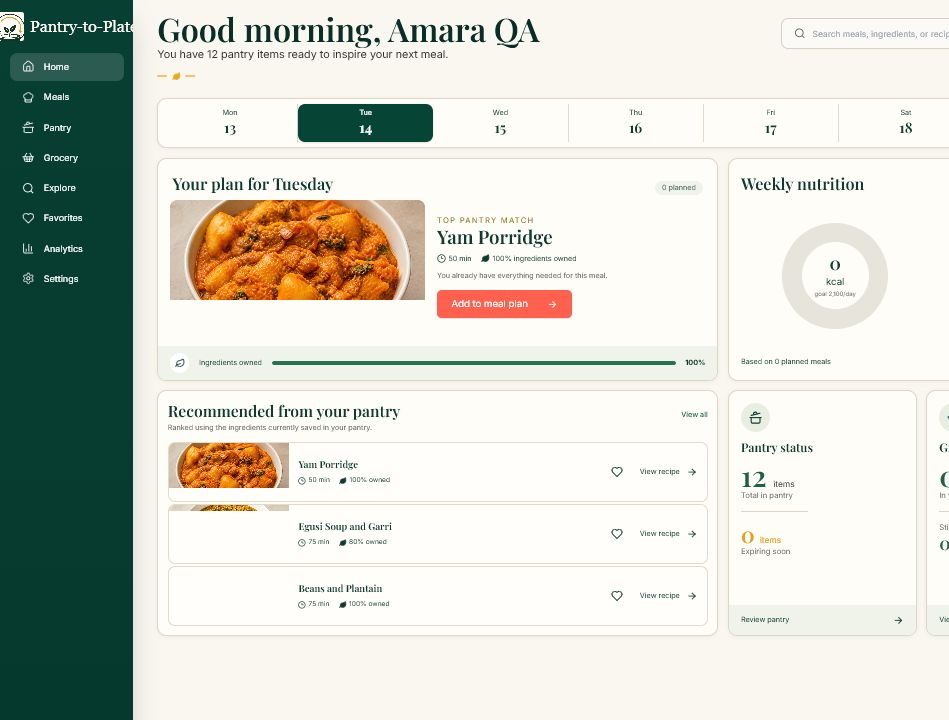 Pantry-to-Plate
Home
Meals
Pantry
Grocery
Explore
Favorites
Analytics
Settings
Good morning, Amara QA
You have 12 pantry items ready to inspire your next meal.
Search meals, ingredients, or recip
Mon
13
Tue
14
Wed
15
Thu
16
Fri
17
Sat
18
Your plan for Tuesday
0 planned
TOP PANTRY MATCH
Yam Porridge
50 min 100% ingredients owned
You already have everything needed for this meal.
Add to meal plan
Ingredients owned 100%
Weekly nutrition
0
kcal
goal 2,100/day
Based on 0 planned meals
Recommended from your pantry
View all
Ranked using the ingredients currently saved in your pantry.
Yam Porridge
50 min 100% owned
View recipe
Egusi Soup and Garri
75 min 80% owned
View recipe
Beans and Plantain
75 min 100% owned
View recipe
Pantry status
12 items
Total in pantry
0 items
Expiring soon
Review pantry
G
0
In
Sti
0
Vie